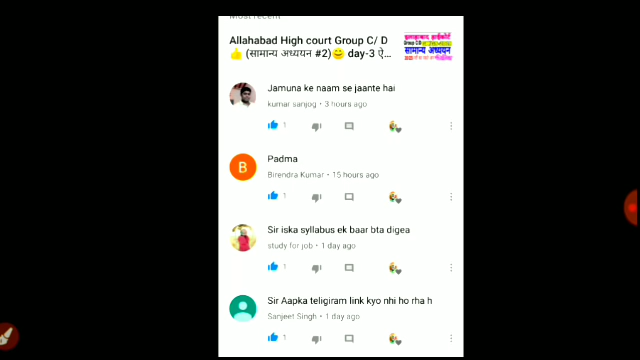 Most recent
Allahabad High court Group C/ D
👍 (सामान्य अध्ययन #2)😊 day-3 ऐ...
इलाहाबाद हाईकोर्ट
सामान्य अध्ययन
Jamuna ke naam se jaante hai
kumar sanjog • 3 hours ago
1
B
Padma
Birendra Kumar • 15 hours ago
1
Sir iska syllabus ek baar bta digea
study for job • 1 day ago
1
Sir Aapka teligiram link kyo nhi ho rha h
Sanjeet Singh • 1 day ago
1